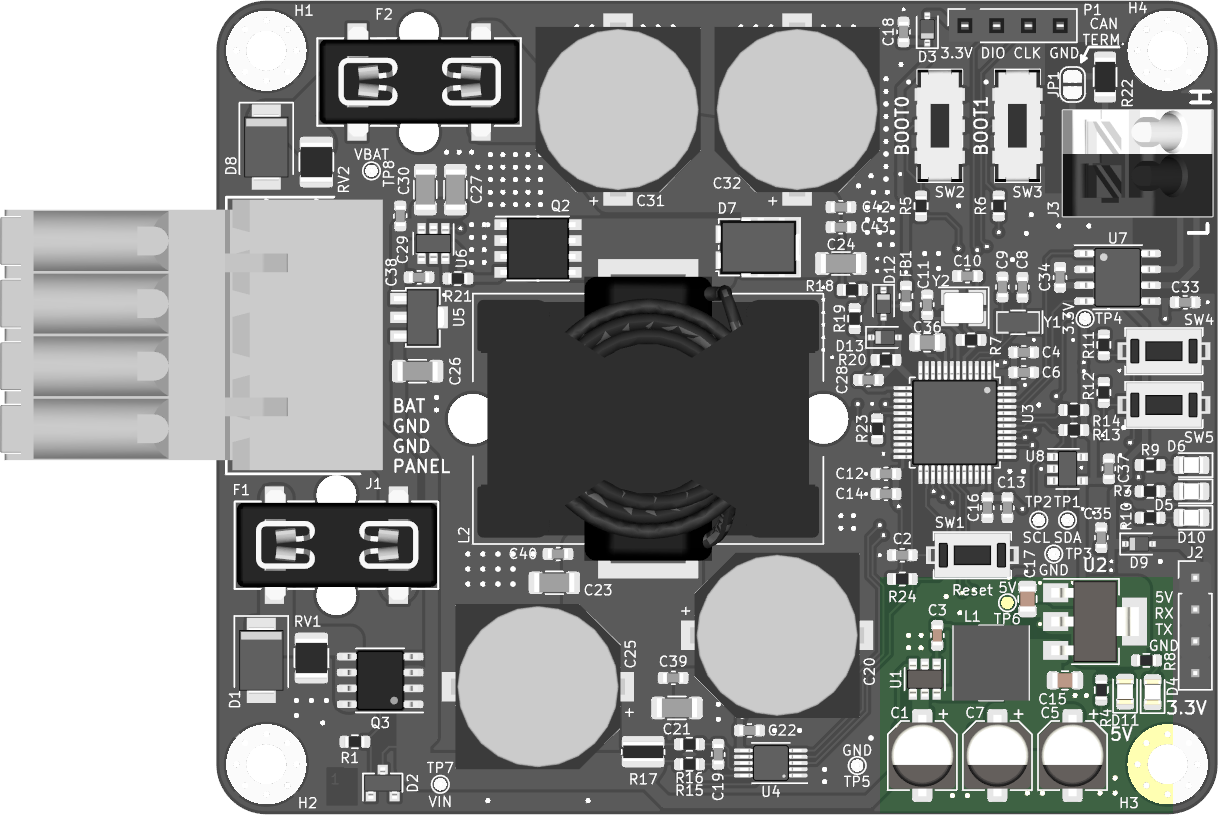 H1
F2
C18
D3
P1
3.3V DIO CLK GND
CAN
TERM
H4
JP1
R22
H
BOOT0
BOOT1
D8
RV2
VBAT
TP8
C30
C27
C31
+
C32
+
SW2
SW3
R5
R6
J3
L
Q2
D7
C42
C43
C24
C29
U6
C38
R21
U5
C26
R18
D12
FB1
C11
Y2
C10
C9
C8
C34
U7
C33
R19
D13
R20
C36
R7
Y1
3.3V
TP4
SW4
R11
C4
C6
C28
R12
BAT
GND
GND
PANEL
R23
U3
R14
R13
SW5
C12
C14
U8
C37
R9
D6
R3
D5
R10
D10
C13
C16
TP2 TP1
SCL SDA
TP3
GND
C35
D9
J2
U2
F1
J1
L2
SW1
C2
R24
C17
C40
C23
Reset
5V
TP6
L1
C3
5V
RX
TX
GND
R8
RV1
D1
Q3
C25
+
C39
C21
+
C20
U1
C15
R4
D11
5V
D4
3.3V
C1 +
C7 +
C5 +
R1
D2
TP7
VIN
R17
R16
R15
C19
C22
U4
GND
TP5
H2
H3